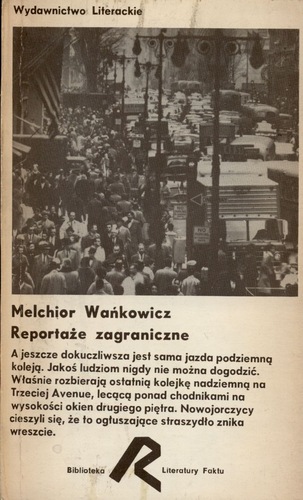 Wydawnictwo Literackie
Melchior Wańkowicz
Reportaże zagraniczne
A jeszcze dokuczliwsza jest sama jazda podziemną
koleją. Jakoś ludziom nigdy nie można dogodzić.
Właśnie rozbierają ostatnią kolejkę nadziemną na
Trzeciej Avenue, lecącą ponad chodnikami na
wysokości okien drugiego piętra. Nowojorczycy
cieszyli się, że to ogłuszające straszydło znika
wreszcie.
Biblioteka R Literatury Faktu